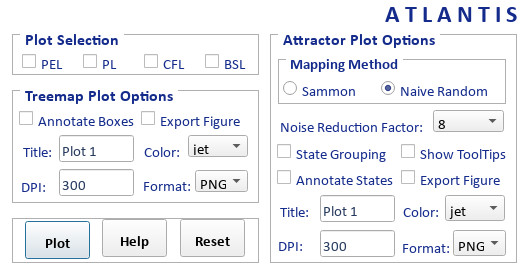 ATLANTIS
Plot Selection
PEL PL CFL BSL
Treemap Plot Options
Annotate Boxes Export Figure
Title: Plot 1 Color: jet
DPI: 300 Format: PNG
Plot Help Reset
Attractor Plot Options
Mapping Method
Sammon Naive Random
Noise Reduction Factor: 8
State Grouping Show ToolTips
Annotate States Export Figure
Title: Plot 1 Color: jet
DPI: 300 Format: PNG